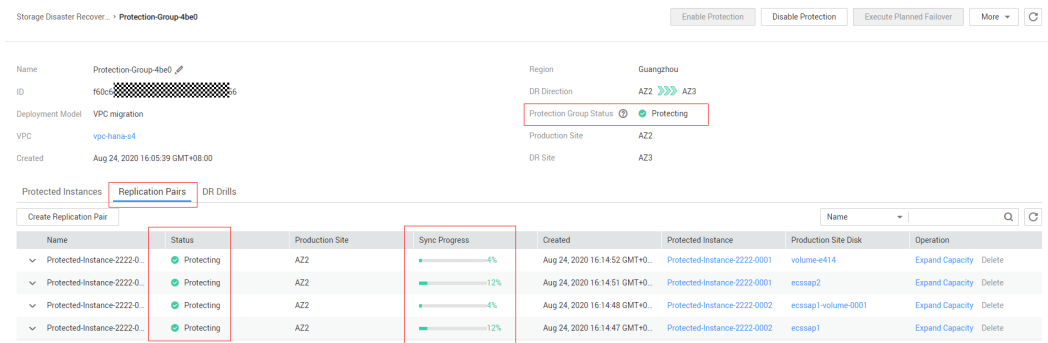 Storage Disaster Recover... › Protection-Group-4be0 Enable Protection Disable Protection Execute Planned Failover More
Name Protection-Group-4be0 Region Guangzhou
ID f60c6 56 DR Direction AZ2 AZ3
Deployment Model VPC migration Protection Group Status Protecting
VPC vpc-hana-s4 Production Site AZ2
Created Aug 24, 2020 16:05:39 GMT+08:00 DR Site AZ3
Protected Instances Replication Pairs DR Drills
Create Replication Pair Name
Name Status Production Site Sync Progress Created Protected Instance Production Site Disk Operation
Protected-Instance-2222-0... Protecting AZ2 4% Aug 24, 2020 16:14:52 GMT+0... Protected-Instance-2222-0001 volume-e414 Expand Capacity Delete
Protected-Instance-2222-0... Protecting AZ2 12% Aug 24, 2020 16:14:51 GMT+0... Protected-Instance-2222-0001 ecssap2 Expand Capacity Delete
Protected-Instance-2222-0... Protecting AZ2 4% Aug 24, 2020 16:14:48 GMT+0... Protected-Instance-2222-0002 ecssap1-volume-0001 Expand Capacity Delete
Protected-Instance-2222-0... Protecting AZ2 12% Aug 24, 2020 16:14:47 GMT+0... Protected-Instance-2222-0002 ecssap1 Expand Capacity Delete